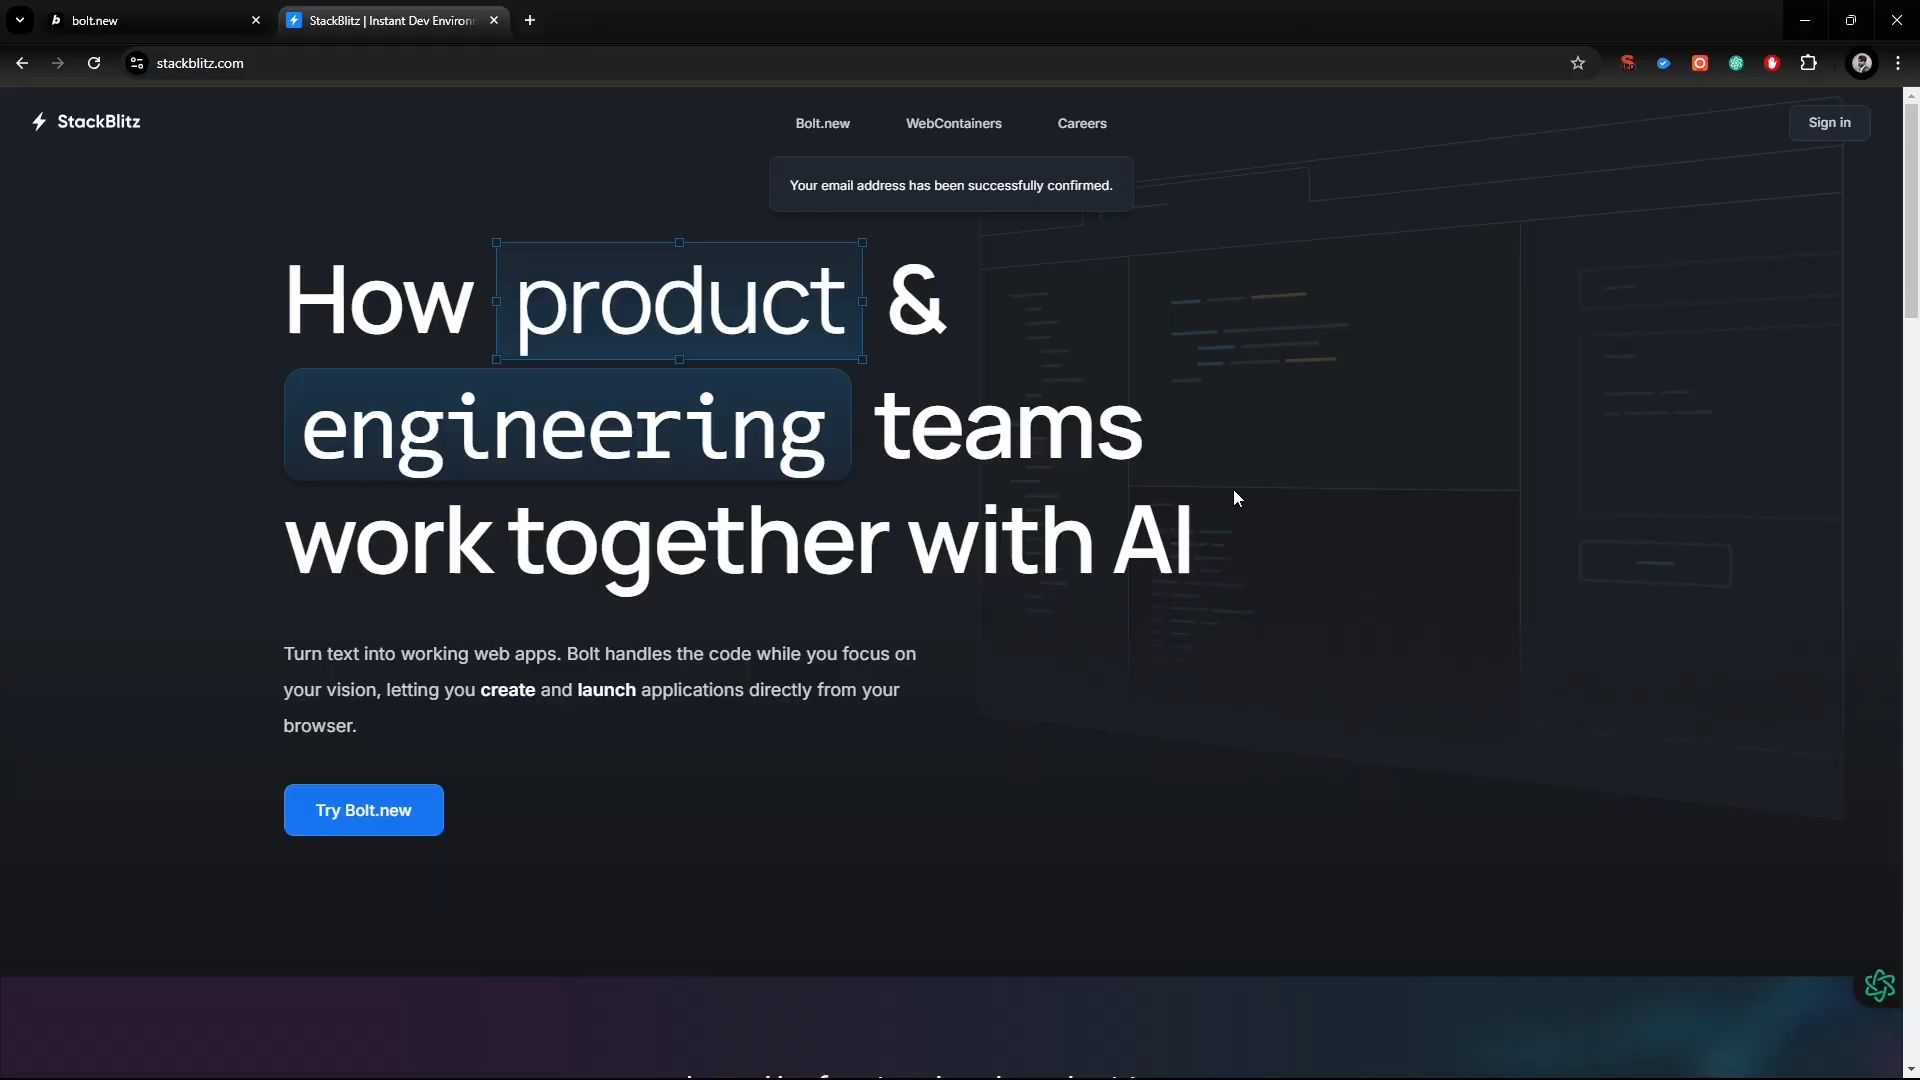 bolt.new
StackBlitz | Instant Dev Environ
stackblitz.com
StackBlitz
Bolt.new
WebContainers
Careers
Sign in
Your email address has been successfully confirmed.
How product &
engineering teams
work together with AI
Turn text into working web apps. Bolt handles the code while you focus on
your vision, letting you create and launch applications directly from your
browser.
Try Bolt.new